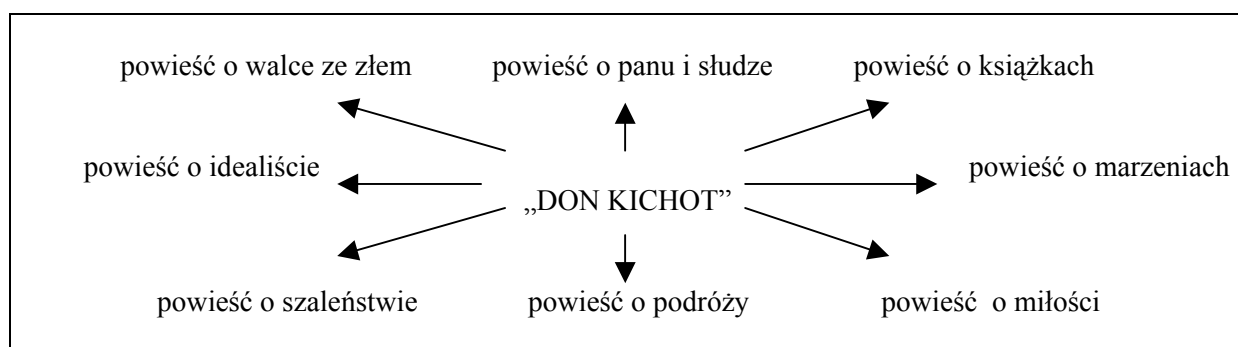 powieść o walce ze złem powieść o panu i słudze powieść o książkach
powieść o idealiście powieść o marzeniach
„DON KICHOT”
powieść o szaleństwie powieść o podróży powieść o miłości